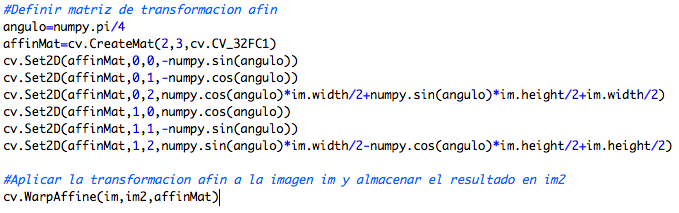 #Definir matriz de transformacion afin
angulo=numpy.pi/4
affinMat=cv.CreateMat(2,3,cv.CV_32FC1)
cv.Set2D(affinMat,0,0,-numpy.sin(angulo))
cv.Set2D(affinMat,0,1,-numpy.cos(angulo))
cv.Set2D(affinMat,0,2,numpy.cos(angulo)*im.width/2+numpy.sin(angulo)*im.height/2+im.width/2)
cv.Set2D(affinMat,1,0,numpy.cos(angulo))
cv.Set2D(affinMat,1,1,-numpy.sin(angulo))
cv.Set2D(affinMat,1,2,numpy.sin(angulo)*im.width/2-numpy.cos(angulo)*im.height/2+im.height/2)
#Aplicar la transformacion afin a la imagen im y almacenar el resultado en im2
cv.WarpAffine(im,im2,affinMat)